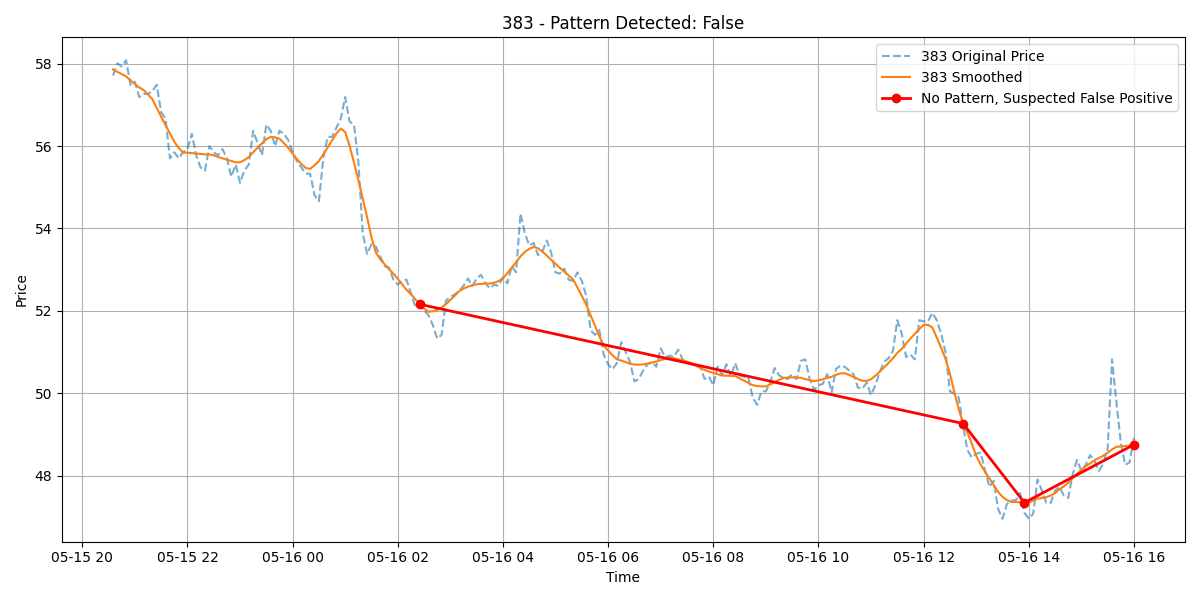 383 - Pattern Detected: False
383 Original Price
383 Smoothed
No Pattern, Suspected False Positive
Price
58
56
54
52
50
48
05-15 20 05-15 22 05-16 00 05-16 02 05-16 04 05-16 06 05-16 08 05-16 10 05-16 12 05-16 14 05-16 16
Time